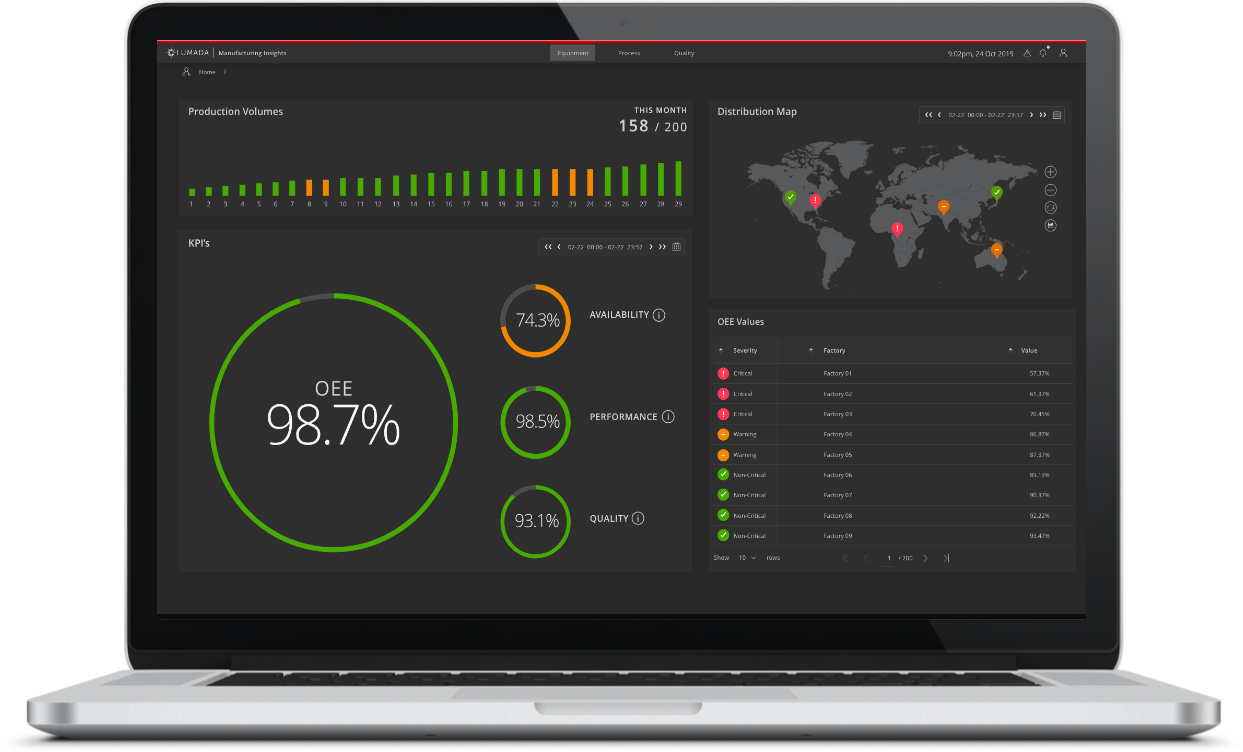 LUMADA | Manufacturing Insights
Equipment
Process
Quality
9:02pm, 24 Oct 2019
Home
Production Volumes
THIS MONTH
158 / 200
1 2 3 4 5 6 7 8 9 10 11 12 13 14 15 16 17 18 19 20 21 22 23 24 25 26 27 28 29
KPI's
02-22 00:00 - 02-22 23:57
OEE
98.7%
74.3%
AVAILABILITY
98.5%
PERFORMANCE
93.1%
QUALITY
Distribution Map
02-22 00:00 - 02-22 23:57
OEE Values
Severity Factory Value
Critical Factory 01 57.37%
Critical Factory 02 61.37%
Critical Factory 03 70.45%
Warning Factory 04 86.87%
Warning Factory 05 87.37%
Non-Critical Factory 06 89.13%
Non-Critical Factory 07 90.37%
Non-Critical Factory 08 92.22%
Non-Critical Factory 09 93.47%
Show 10 rows
1 / 200